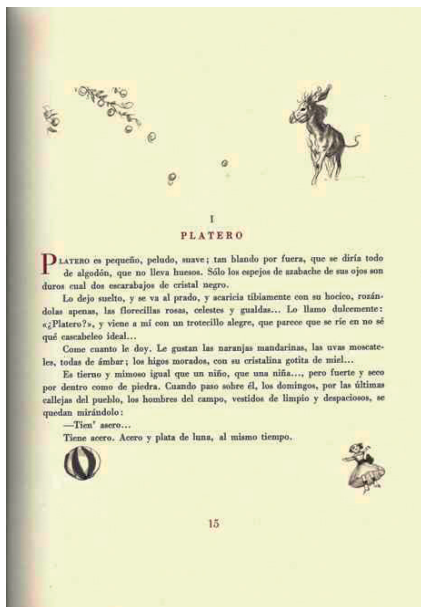 I
PLATERO
PLATERO es pequeño, peludo, suave; tan blando por fuera, que se diría todo
de algodón, que no lleva huesos. Sólo los espejos de azabache de sus ojos son
duros cual dos escarabajos de cristal negro.
Lo dejo suelto, y se va al prado, y acaricia tibiamente con su hocico, rozán-
dolas apenas, las florecillas rosas, celestes y gualdas... Lo llamo dulcemente:
«¿Platero?», y viene a mí con un trotecillo alegre, que parece que se ríe en no sé
qué cascabeleo ideal...
Come cuanto le doy. Le gustan las naranjas mandarinas, las uvas moscate-
les, todas de ámbar; los higos morados, con su cristalina gotita de miel...
Es tierno y mimoso igual que un niño, que una niña..., pero fuerte y seco
por dentro como de piedra. Cuando paso sobre él, los domingos, por las últimas
callejas del pueblo, los hombres del campo, vestidos de limpio y despaciosos, se
quedan mirándolo:
—Tien' asero...
Tiene acero. Acero y plata de luna, al mismo tiempo.
15